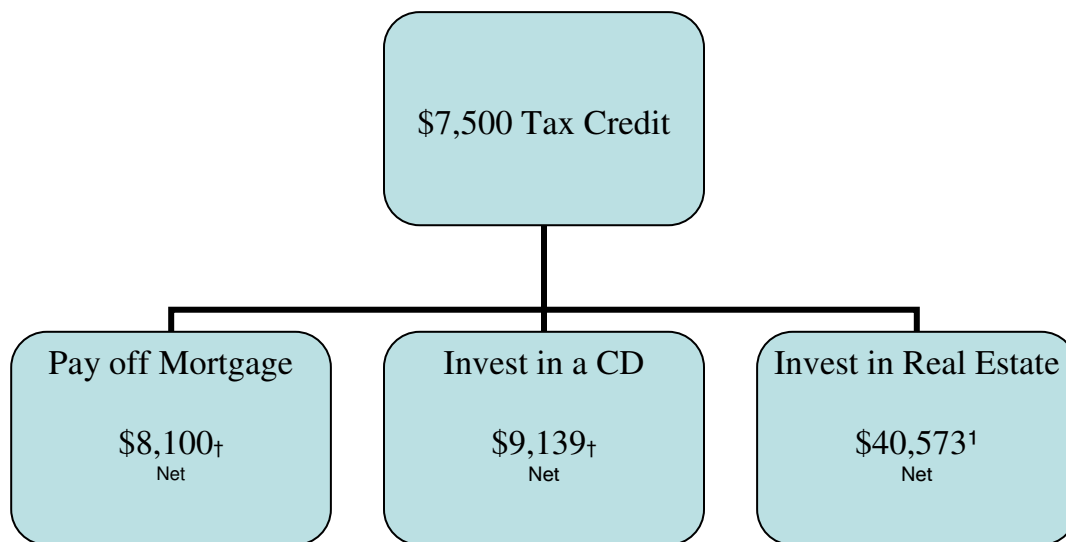 $7,500 Tax Credit
Pay off Mortgage
$8,100†
Net
Invest in a CD
$9,139†
Net
Invest in Real Estate
$40,573¹
Net